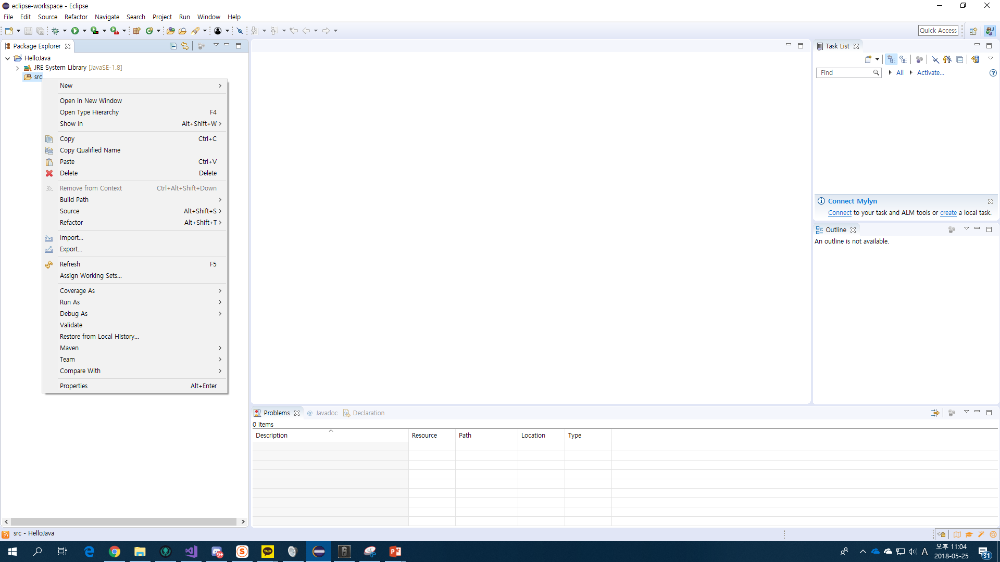 eclipse-workspace - Eclipse
File Edit Source Refactor Navigate Search Project Run Window Help
Quick Access
Package Explorer
HelloJava
JRE System Library [JavaSE-1.8]
src
New
Open in New Window
Open Type Hierarchy F4
Show In Alt+Shift+W
Copy Ctrl+C
Copy Qualified Name
Paste Ctrl+V
Delete Delete
Remove from Context Ctrl+Alt+Shift+Down
Build Path
Source Alt+Shift+S
Refactor Alt+Shift+T
Import...
Export...
Refresh F5
Assign Working Sets...
Coverage As
Run As
Debug As
Validate
Restore from Local History...
Maven
Team
Compare With
Properties Alt+Enter
Task List
Find All Activate...
Connect Mylyn
Connect to your task and ALM tools or create a local task.
Outline
An outline is not available.
Problems @ Javadoc Declaration
0 items
Description Resource Path Location Type
src - HelloJava
TALK
9+
A
오후 11:04
2018-05-25
31